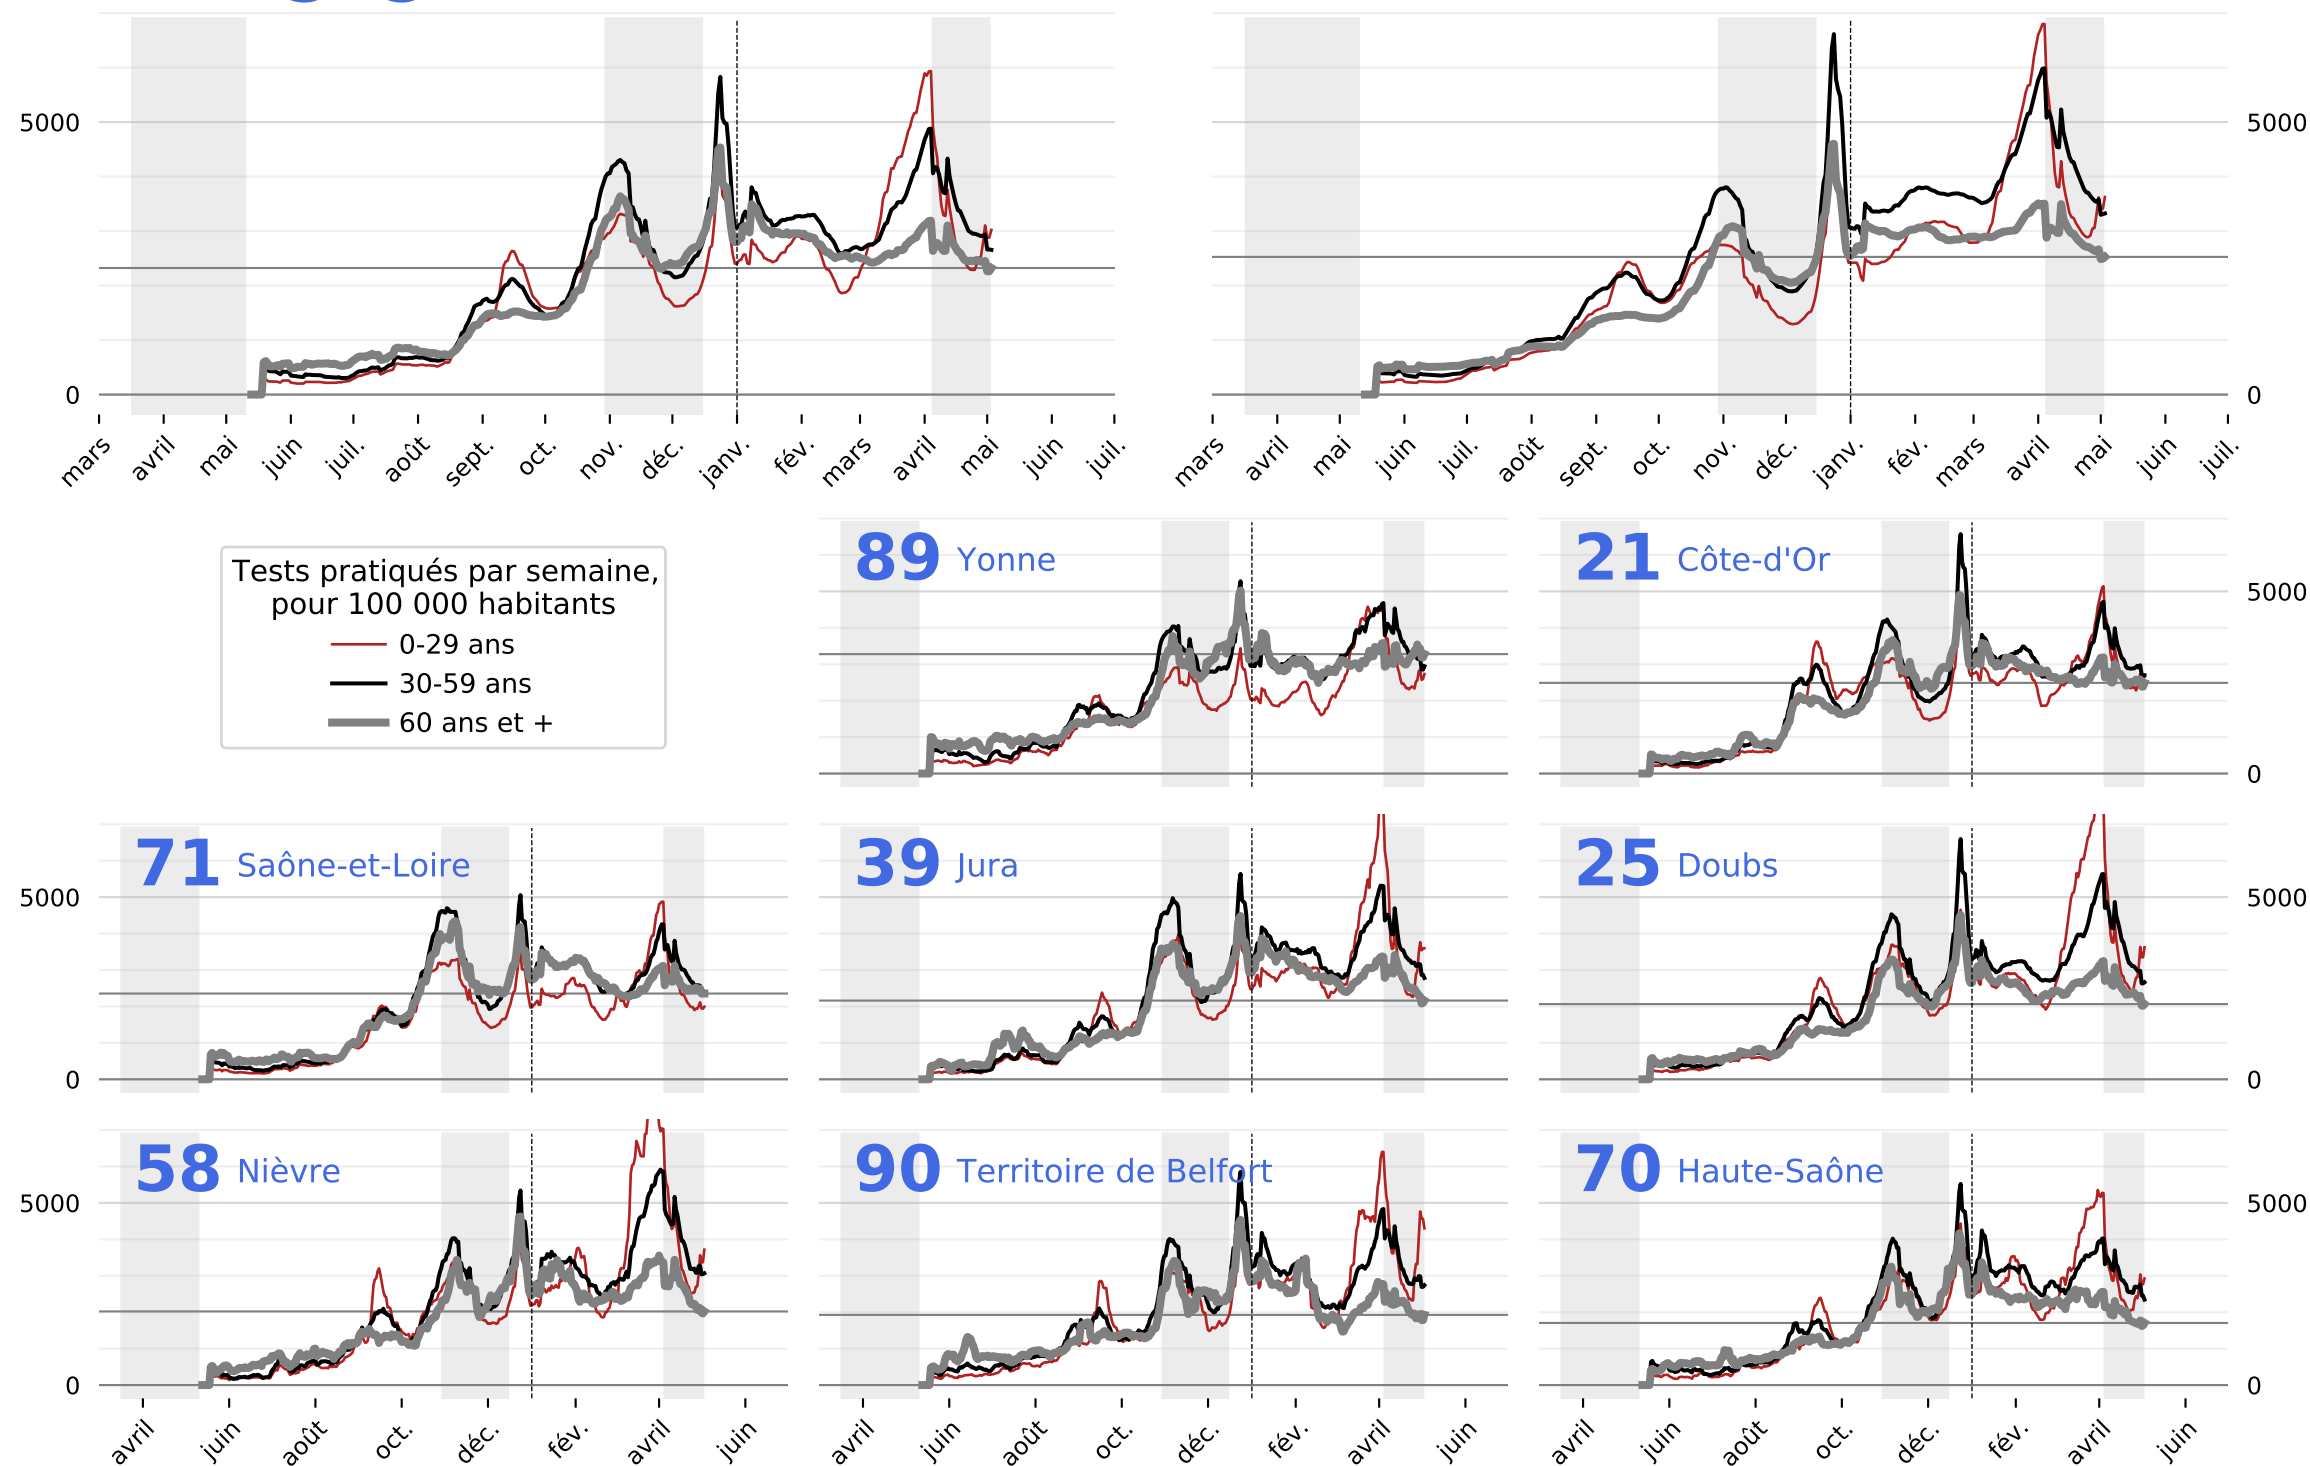 5000
5000
0
0
mars avril mai juin juil. août sept. oct. nov. déc. janv. fév. mars avril mai juin juil.
mars avril mai juin juil. août sept. oct. nov. déc. janv. fév. mars avril mai juin juil.
Tests pratiqués par semaine,
pour 100 000 habitants
0-29 ans
30-59 ans
60 ans et +
89 Yonne
21 Côte-d'Or
5000
0
71 Saône-et-Loire
39 Jura
25 Doubs
5000
5000
0
0
58 Nièvre
90 Territoire de Belfort
70 Haute-Saône
5000
5000
0
0
avril juin août oct. déc. fév. avril juin
avril juin août oct. déc. fév. avril juin
avril juin août oct. déc. fév. avril juin